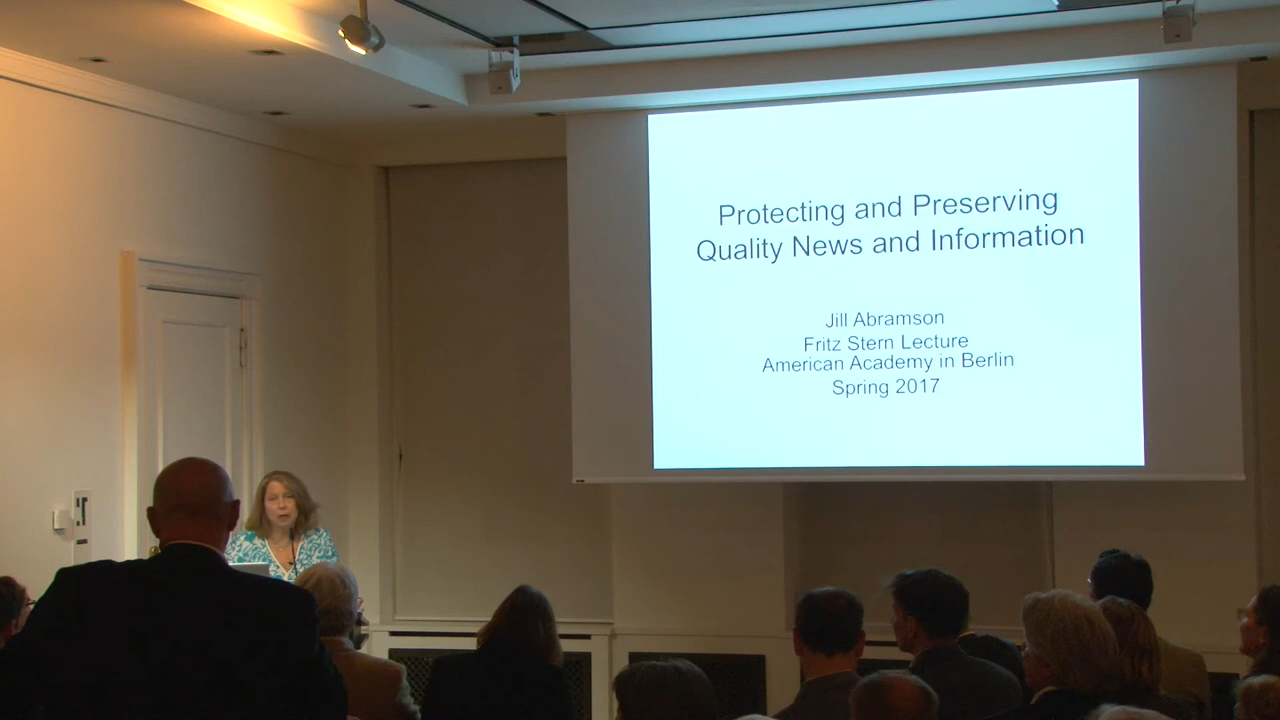 Protecting and Preserving
Quality News and Information
Jill Abramson
Fritz Stern Lecture
American Academy in Berlin
Spring 2017